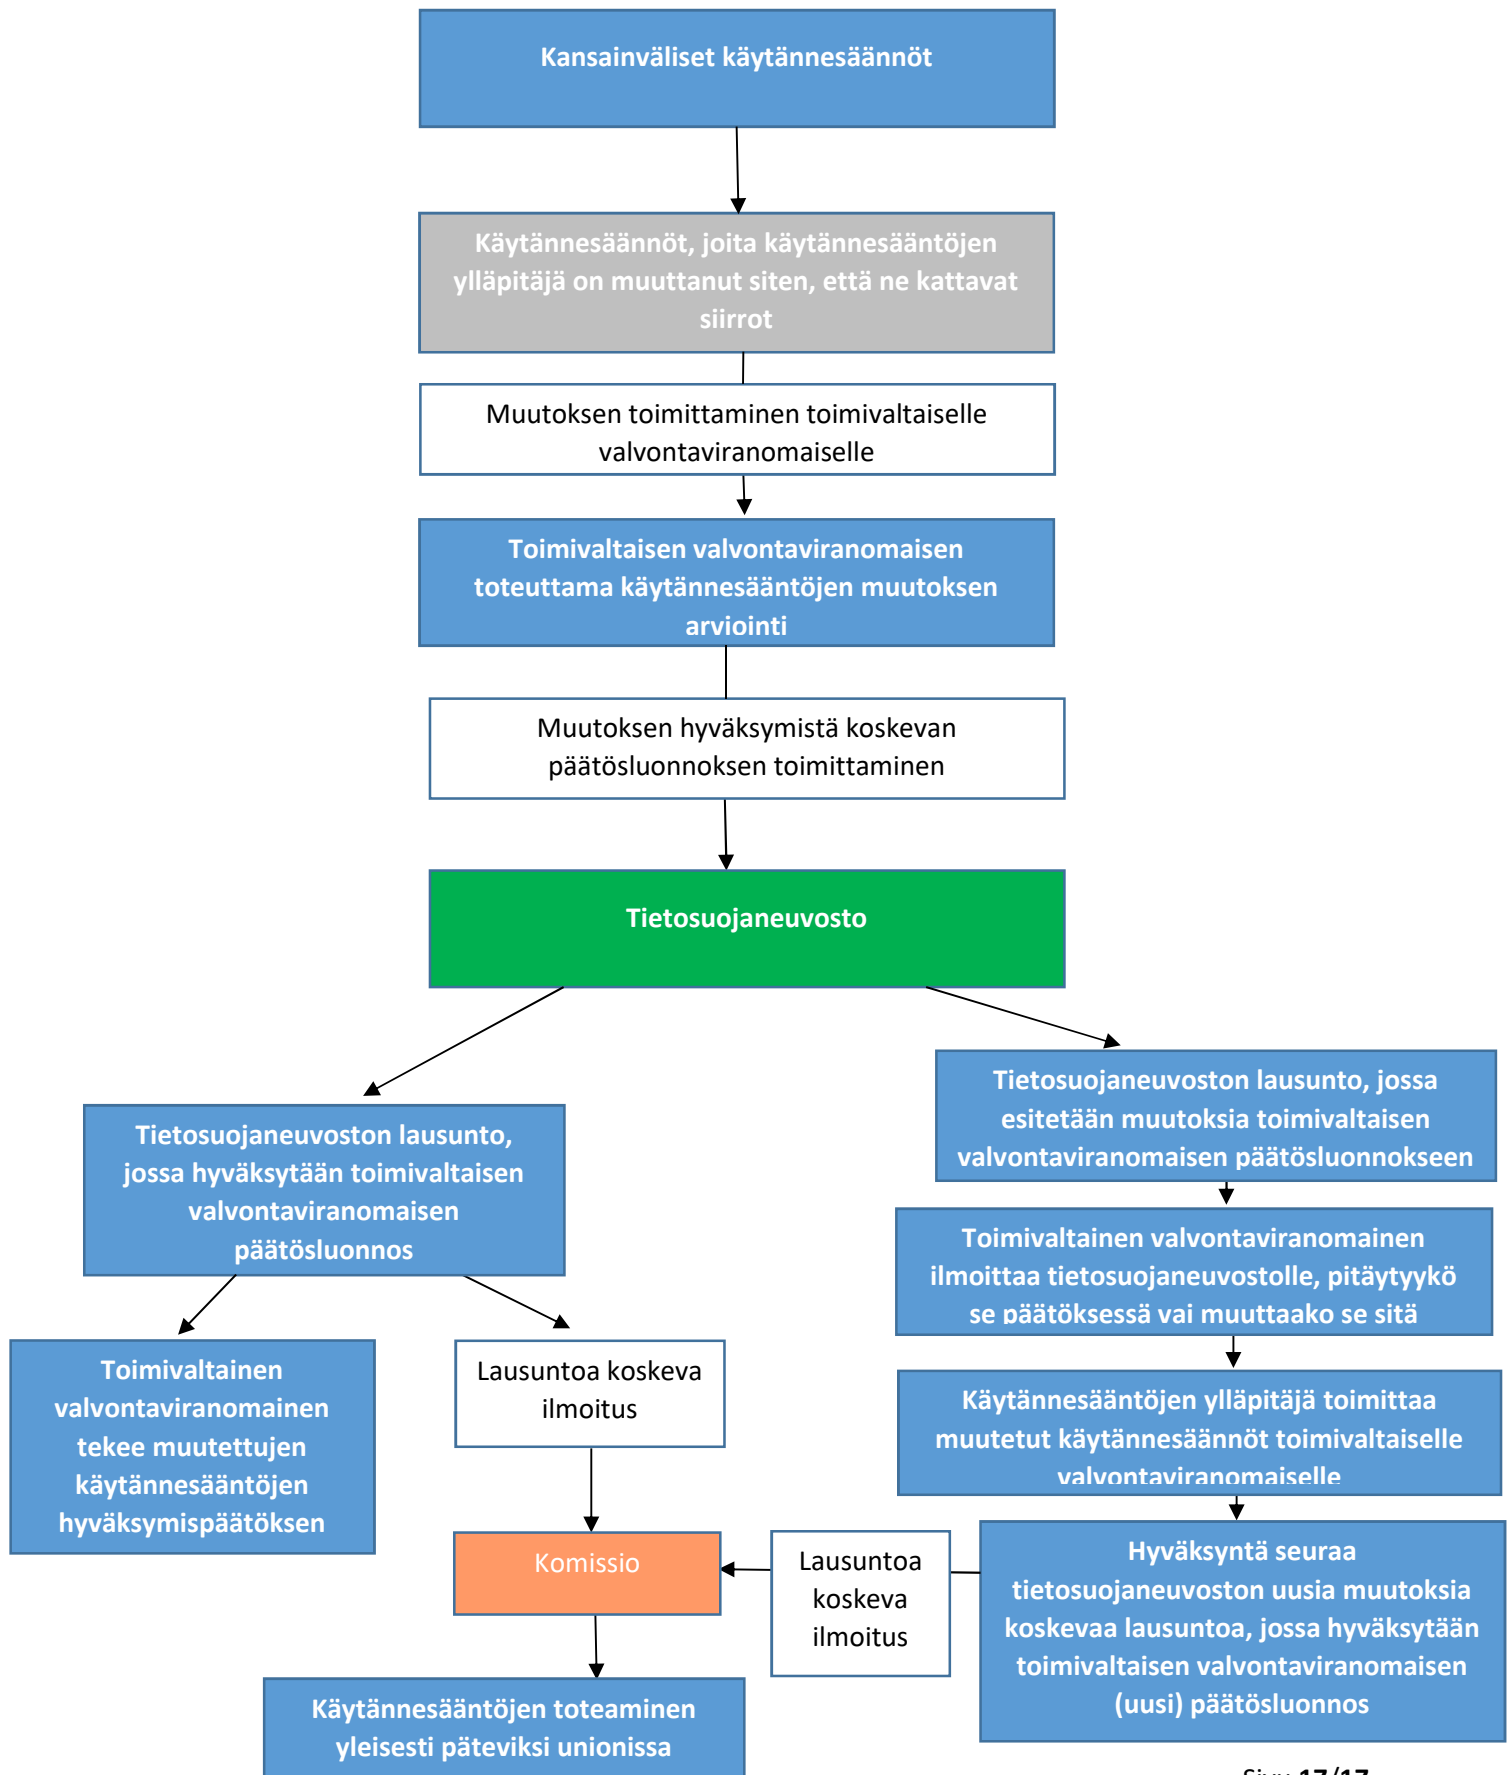 Kansainväliset käytännesäännöt
Käytännesäännöt, joita käytännesääntöjen
ylläpitäjä on muuttanut siten, että ne kattavat
siirrot
Muutoksen toimittaminen toimivaltaiselle
valvontaviranomaiselle
Toimivaltaisen valvontaviranomaisen
toteuttama käytännesääntöjen muutoksen
arviointi
Muutoksen hyväksymistä koskevan
päätösluonnoksen toimittaminen
Tietosuojaneuvosto
Tietosuojaneuvoston lausunto,
jossa hyväksytään toimivaltaisen
valvontaviranomaisen
päätösluonnos
Toimivaltainen
valvontaviranomainen
tekee muutettujen
käytännesääntöjen
hyväksymispäätöksen
Lausuntoa koskeva
ilmoitus
Komissio
Käytännesääntöjen toteaminen
yleisesti päteviksi unionissa
Tietosuojaneuvoston lausunto, jossa
esitetään muutoksia toimivaltaisen
valvontaviranomaisen päätösluonnokseen
Toimivaltainen valvontaviranomainen
ilmoittaa tietosuojaneuvostolle, pitäytyykö
se päätöksessä vai muuttaako se sitä
Käytännesääntöjen ylläpitäjä toimittaa
muutetut käytännesäännöt toimivaltaiselle
valvontaviranomaiselle
Hyväksyntä seuraa
tietosuojaneuvoston uusia muutoksia
koskevaa lausuntoa, jossa hyväksytään
toimivaltaisen valvontaviranomaisen
(uusi) päätösluonnos
Lausuntoa
koskeva
ilmoitus
Sivu 17/17